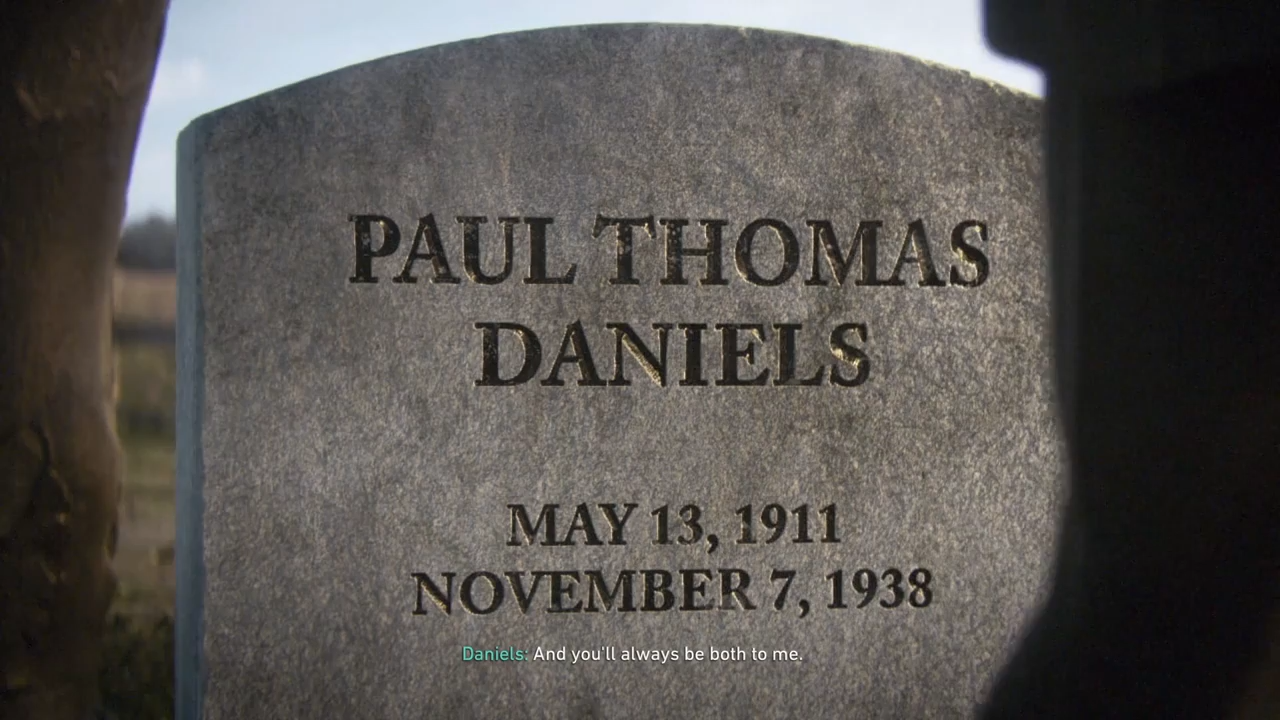 PAUL THOMAS
DANIELS
MAY 13, 1911
NOVEMBER 7, 1938
Daniels: And you'll always be both to me.